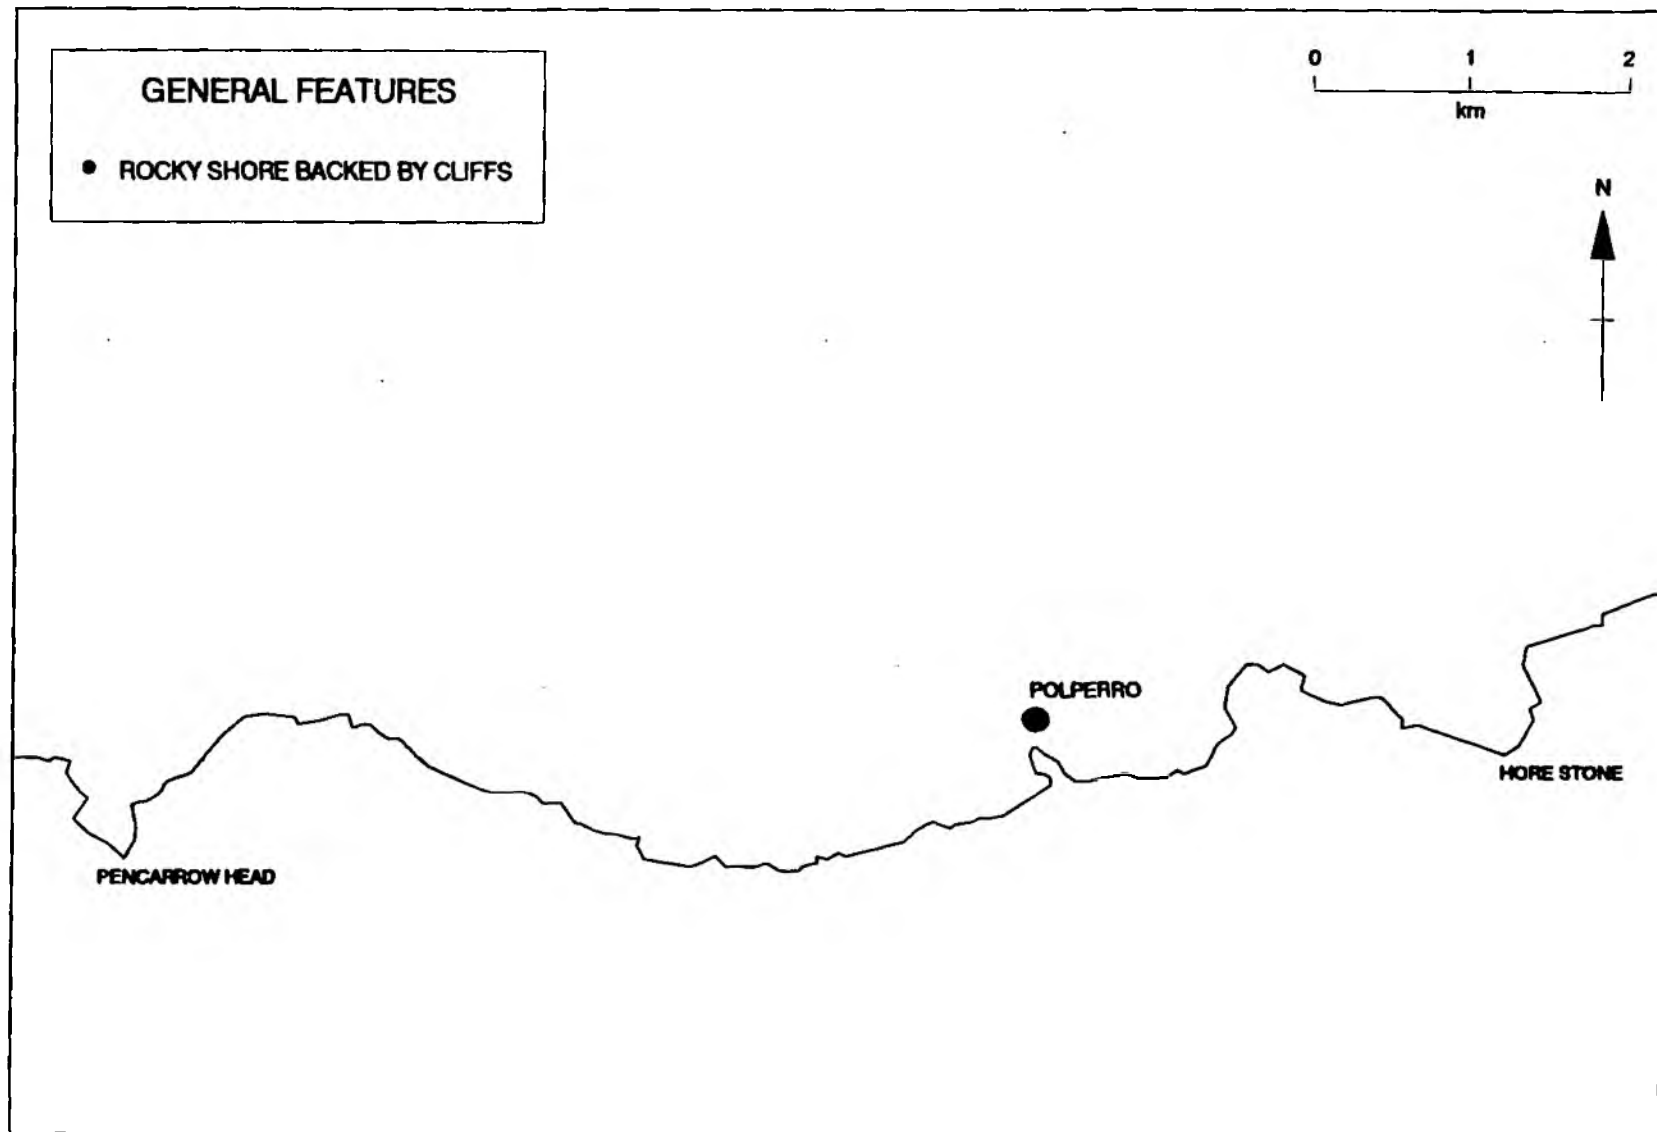 GENERAL FEATURES
● ROCKY SHORE BACKED BY CLIFFS
0 1 2
km
N
POLPERRO
HORE STONE
PENCARROW HEAD